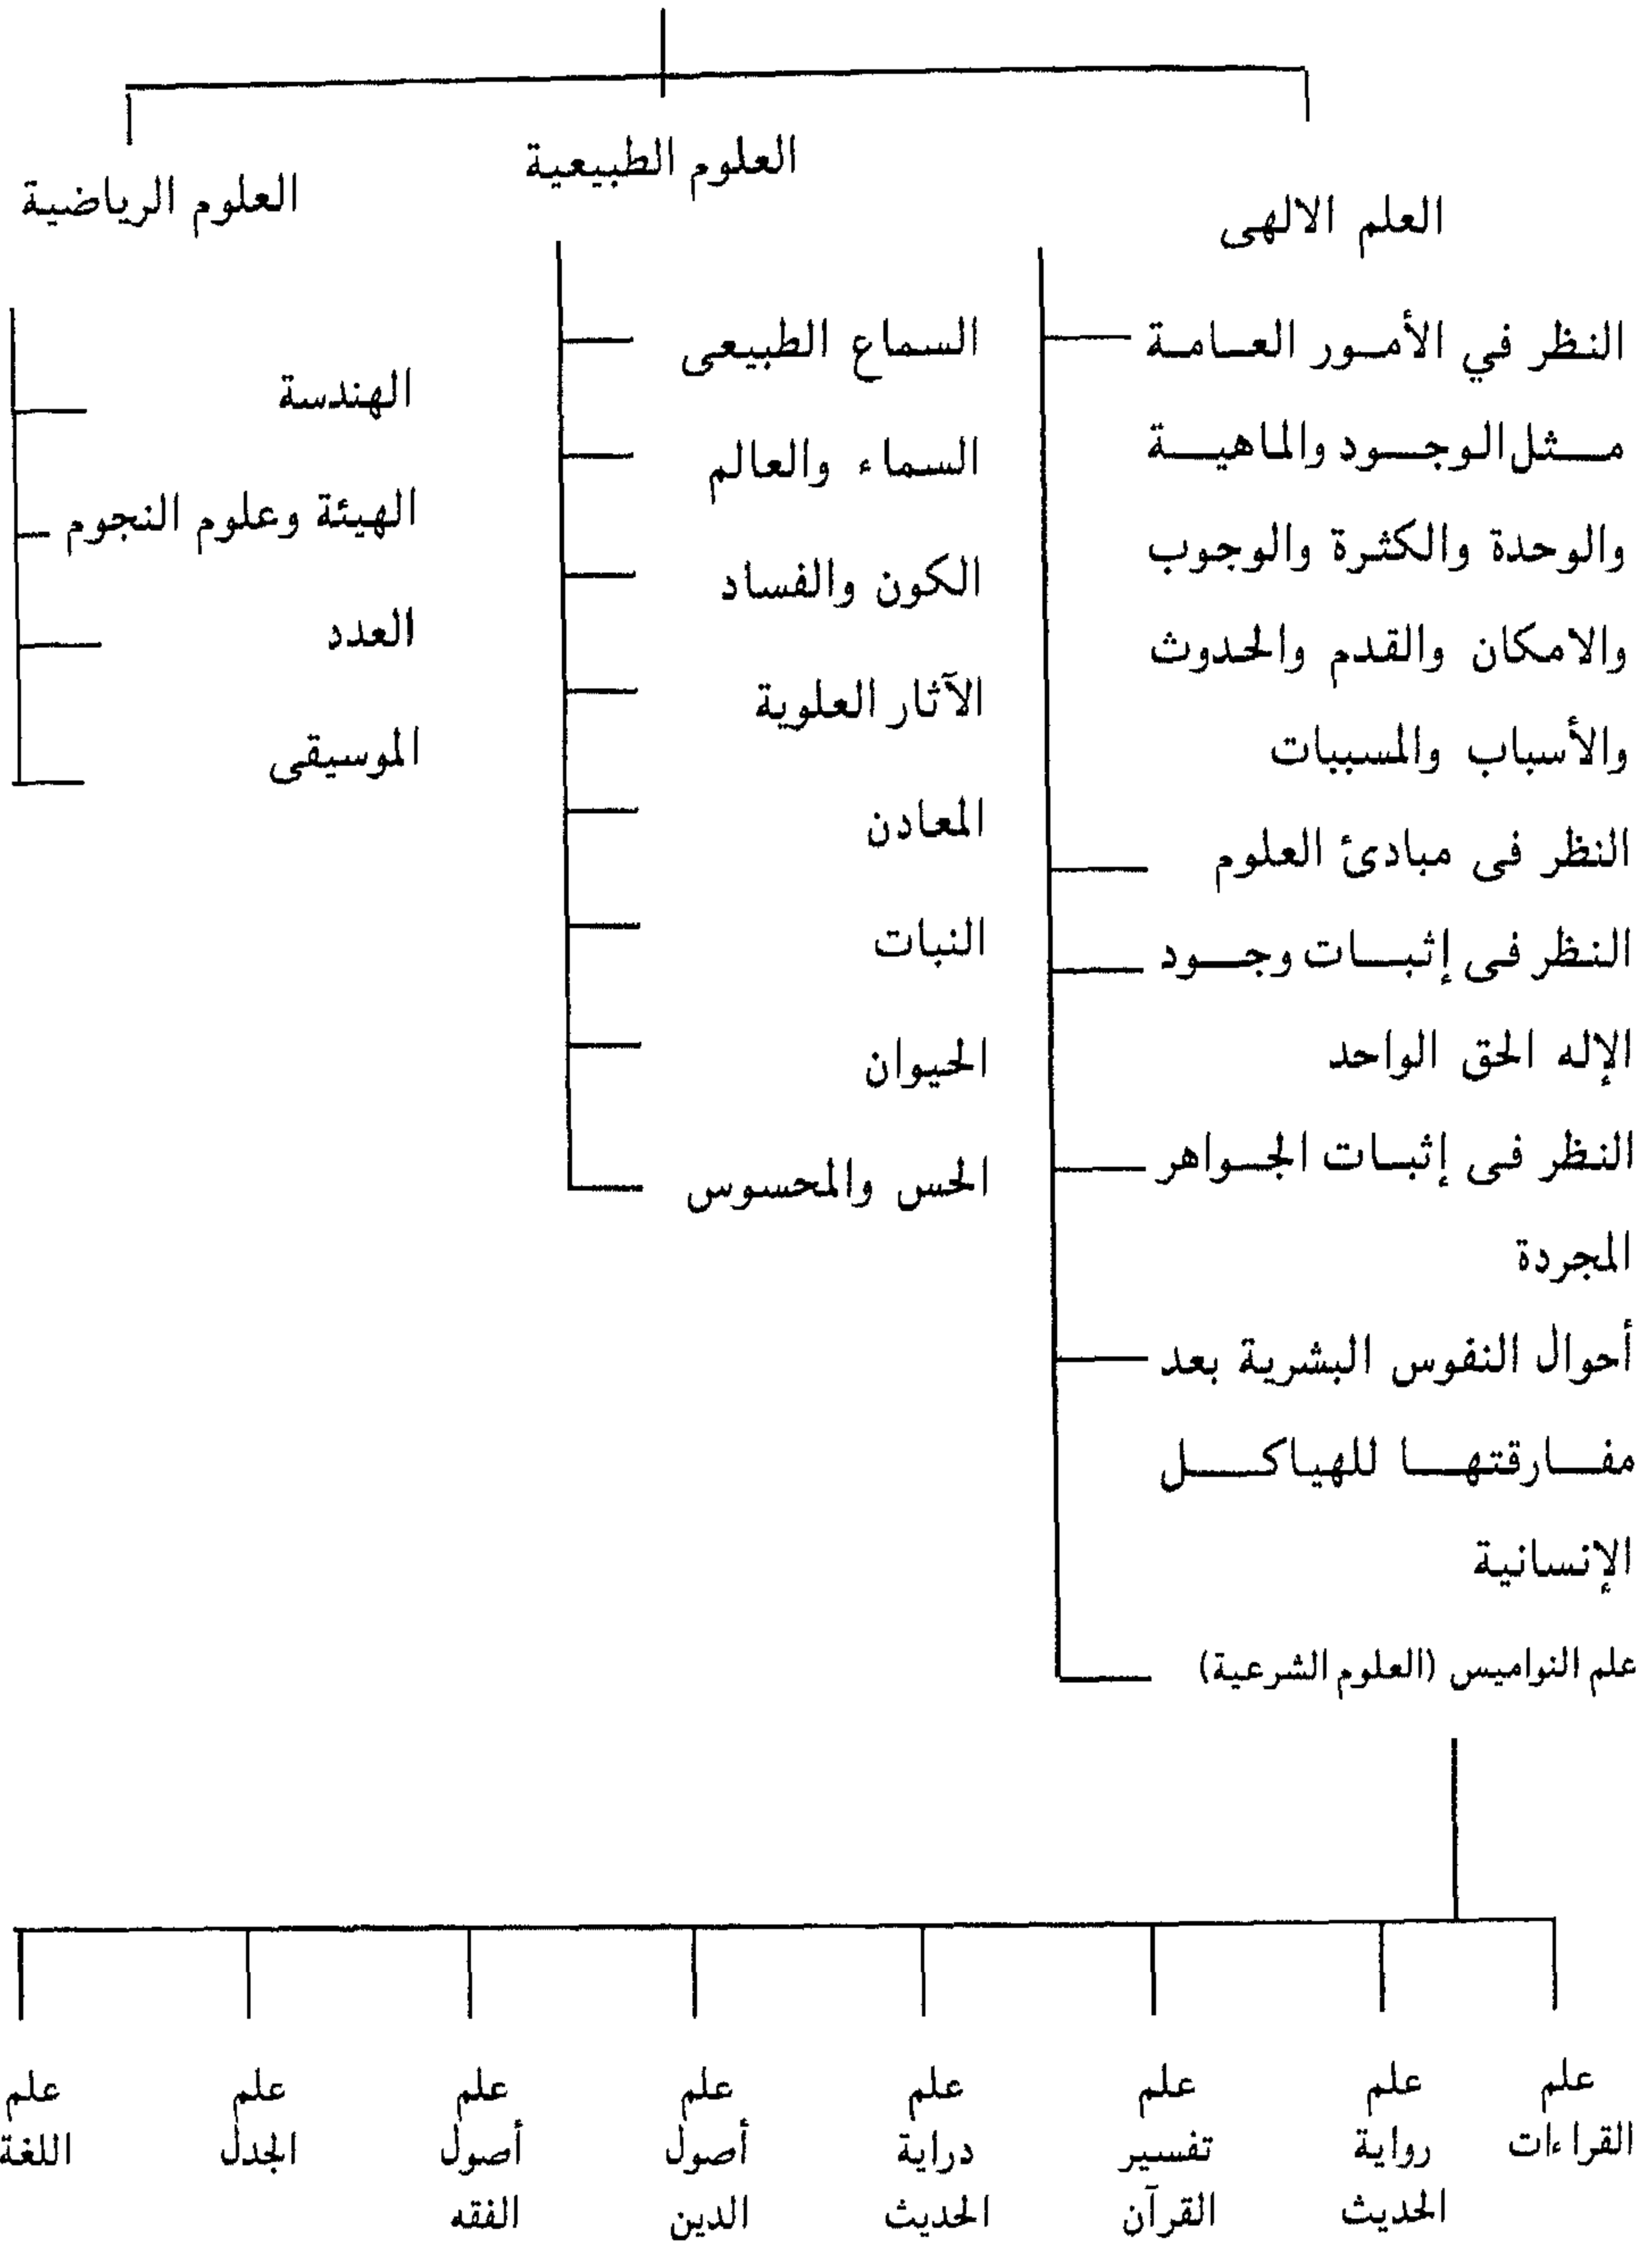 العلم الالهى
النظر في الأمور العامة
مثل الوجود والماهية
والوحدة والكثرة والوجوب
والامكان والقدم والحدوث
والأسباب والمسببات
النظر فى مبادئ العلوم
النظر فى إثبات وجود
الإله الحق الواحد
النظر فى إثبات الجواهر
المجردة
أحوال النفوس البشرية بعد
مفارقتها للهياكل
الإنسانية
علم النواميس (العلوم الشرعية)
العلوم الطبيعية
السماع الطبيعى
السماء والعالم
الكون والفساد
الآثار العلوية
المعادن
النبات
الحيوان
الحس والمحسوس
العلوم الرياضية
الهندسة
الهيئة وعلوم النجوم
العدد
الموسيقى
علم
القراءات
علم
رواية
الحديث
علم
تفسير
القرآن
علم
دراية
الحديث
علم
أصول
الدين
علم
أصول
الفقه
علم
الجدل
علم
اللغة